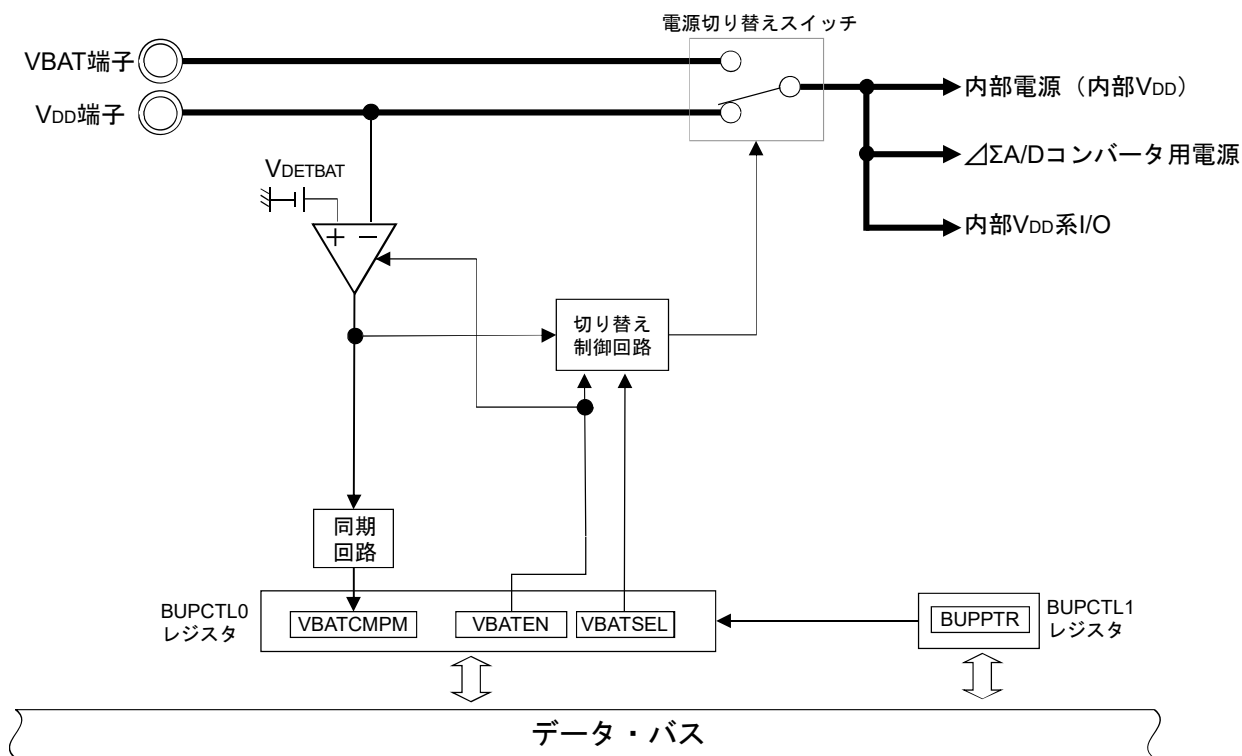 電源切り替えスイッチ
VBAT端子
VDD端子
内部電源（内部VDD）
⊿ΣA/Dコンバータ用電源
内部VDD系I/O
VDETBAT
+ −
切り替え
制御回路
同期
回路
BUPCTL0
レジスタ
VBATCMPM
VBATEN
VBATSEL
BUPPTR
BUPCTL1
レジスタ
データ・バス